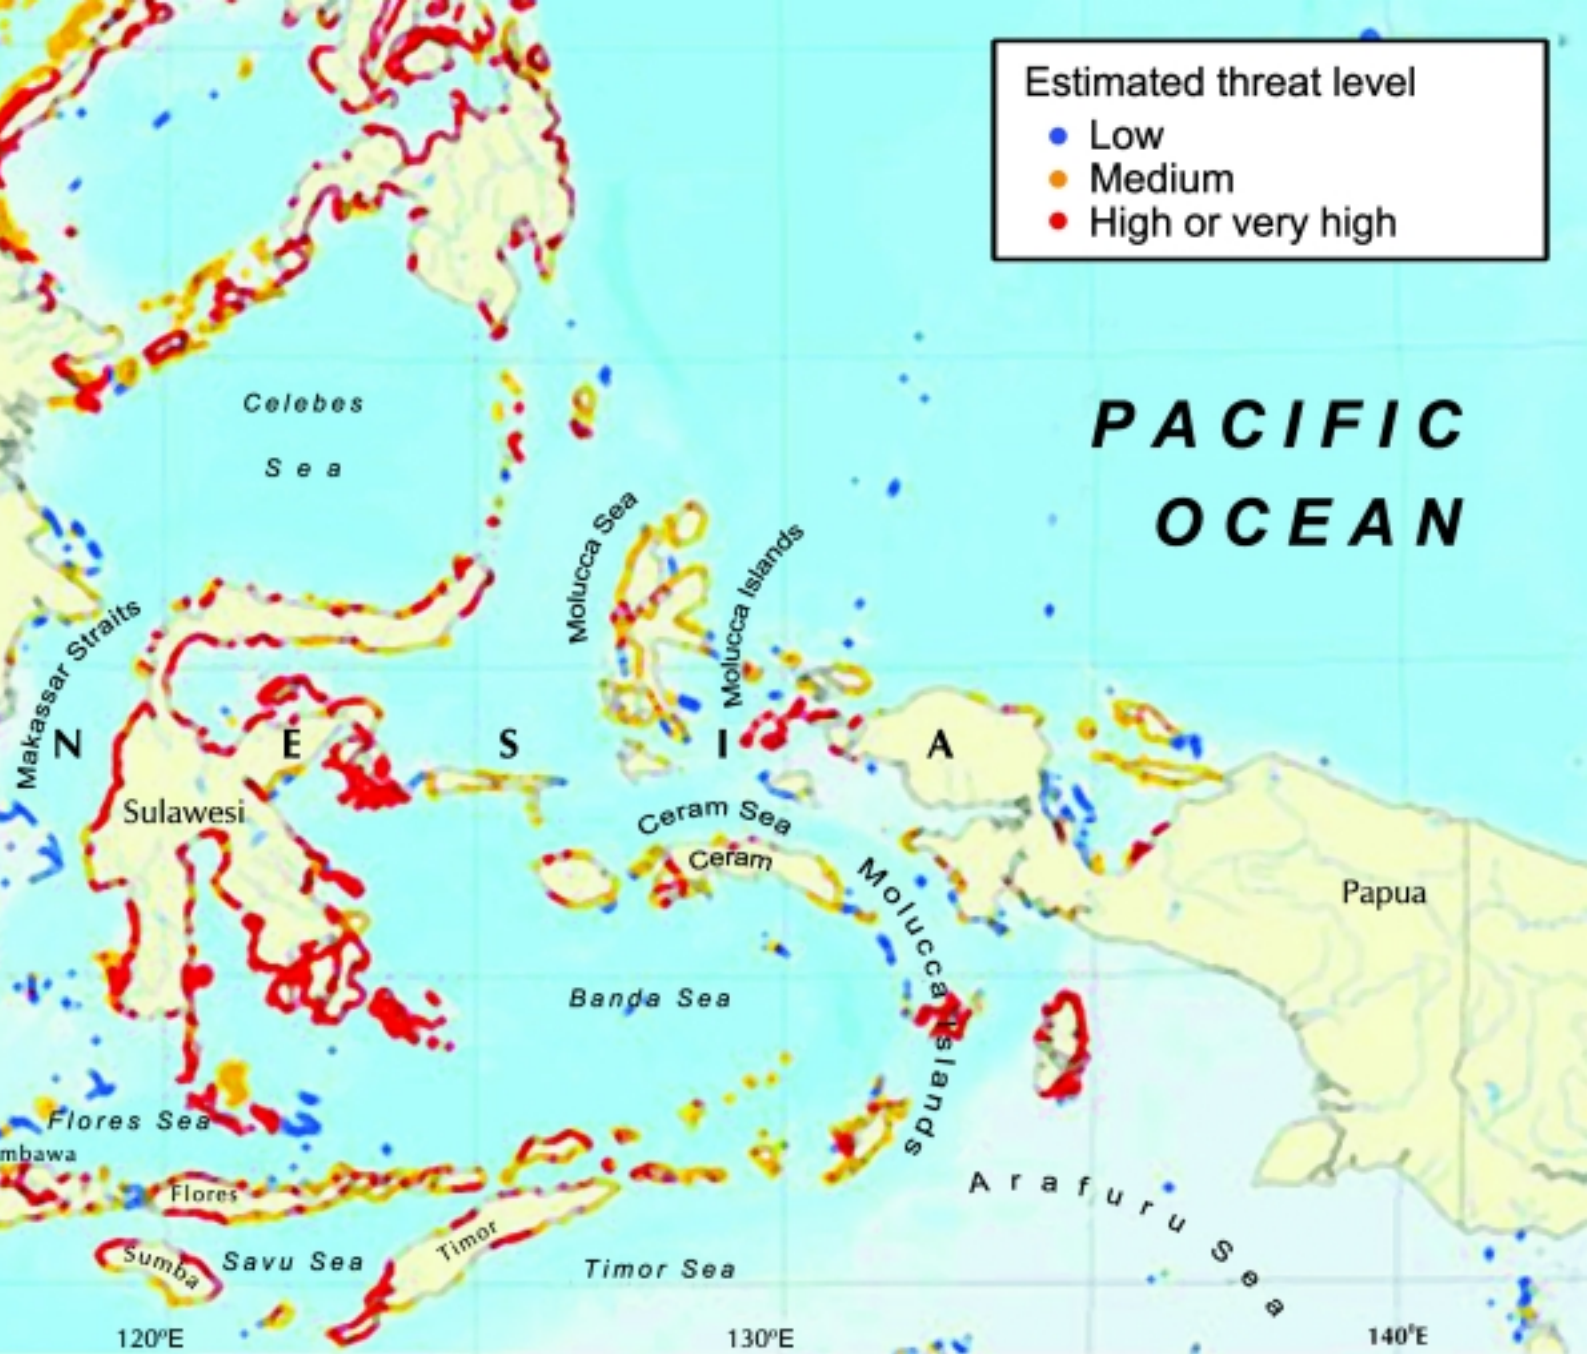 Estimated threat level
Low
Medium
High or very high
Celebes
Sea
PACIFIC
OCEAN
Molucca Sea
Molucca Islands
Makassar Straits
N E S I A
Sulawesi
Ceram Sea
Ceram
Molucca Islands
Papua
Banda Sea
Flores Sea
mbawa
Flores
Arafuru Sea
Sumba
Savu Sea
Timor
Timor Sea
120°E
130°E
140°E